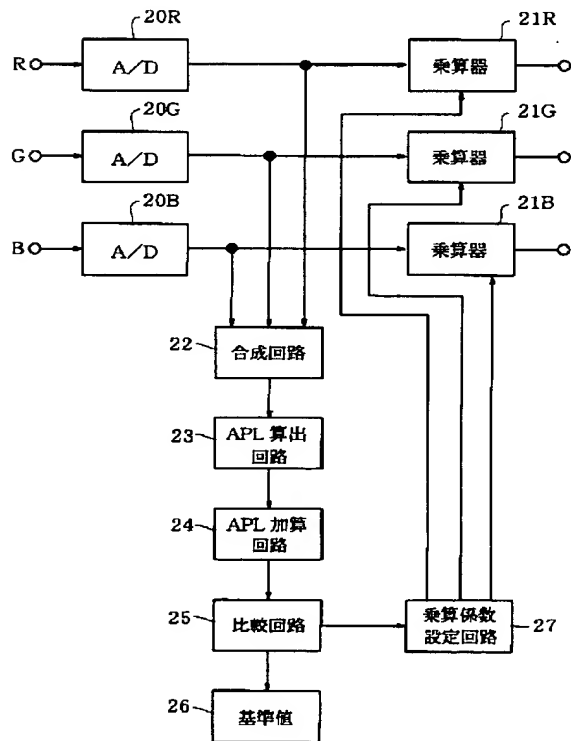 20R
21R
R
A/D
乗算器
20G
21G
G
A/D
乗算器
20B
21B
B
A/D
乗算器
22
合成回路
23
APL 算出
回路
24
APL 加算
回路
25
比較回路
乗算係数
設定回路
27
26
基準値